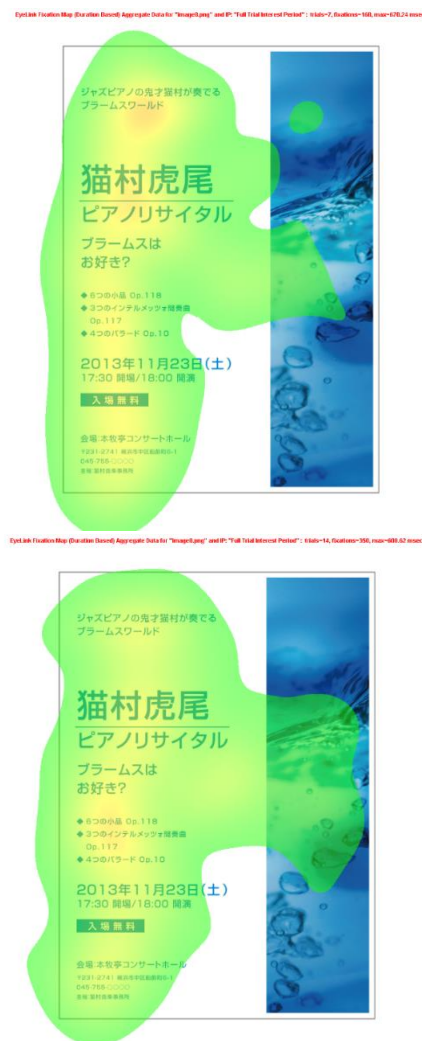 EyeLink Fixation Map (Duration Based) Aggregate Data for "Image9.png" and IP: "Full Trial Interest Period" : trials=7, fixations=160, max=670.24 msec
ジャズピアノの鬼才猫村が奏でる
ブラームスワールド
猫村虎尾
ピアノリサイタル
ブラームスは
お好き?
◆ 6つの小品 Op.118
◆ 3つのインテルメッツォ間奏曲
Op.117
◆ 4つのバラード Op.10
2013年11月23日(土)
17:30 開場/18:00 開演
入場無料
会場:本牧亭コンサートホール
045-755-○○○○
EyeLink Fixation Map (Duration Based) Aggregate Data for "Image9.png" and IP: "Full Trial Interest Period" : trials=14, fixations=358, max=608.62 msec
ジャズピアノの鬼才猫村が奏でる
ブラームスワールド
猫村虎尾
ピアノリサイタル
ブラームスは
お好き?
◆ 6つの小品 Op.118
◆ 3つのインテルメッツォ間奏曲
Op.117
◆ 4つのバラード Op.10
2013年11月23日(土)
17:30 開場/18:00 開演
入場無料
会場:本牧亭コンサートホール
045-755-○○○○